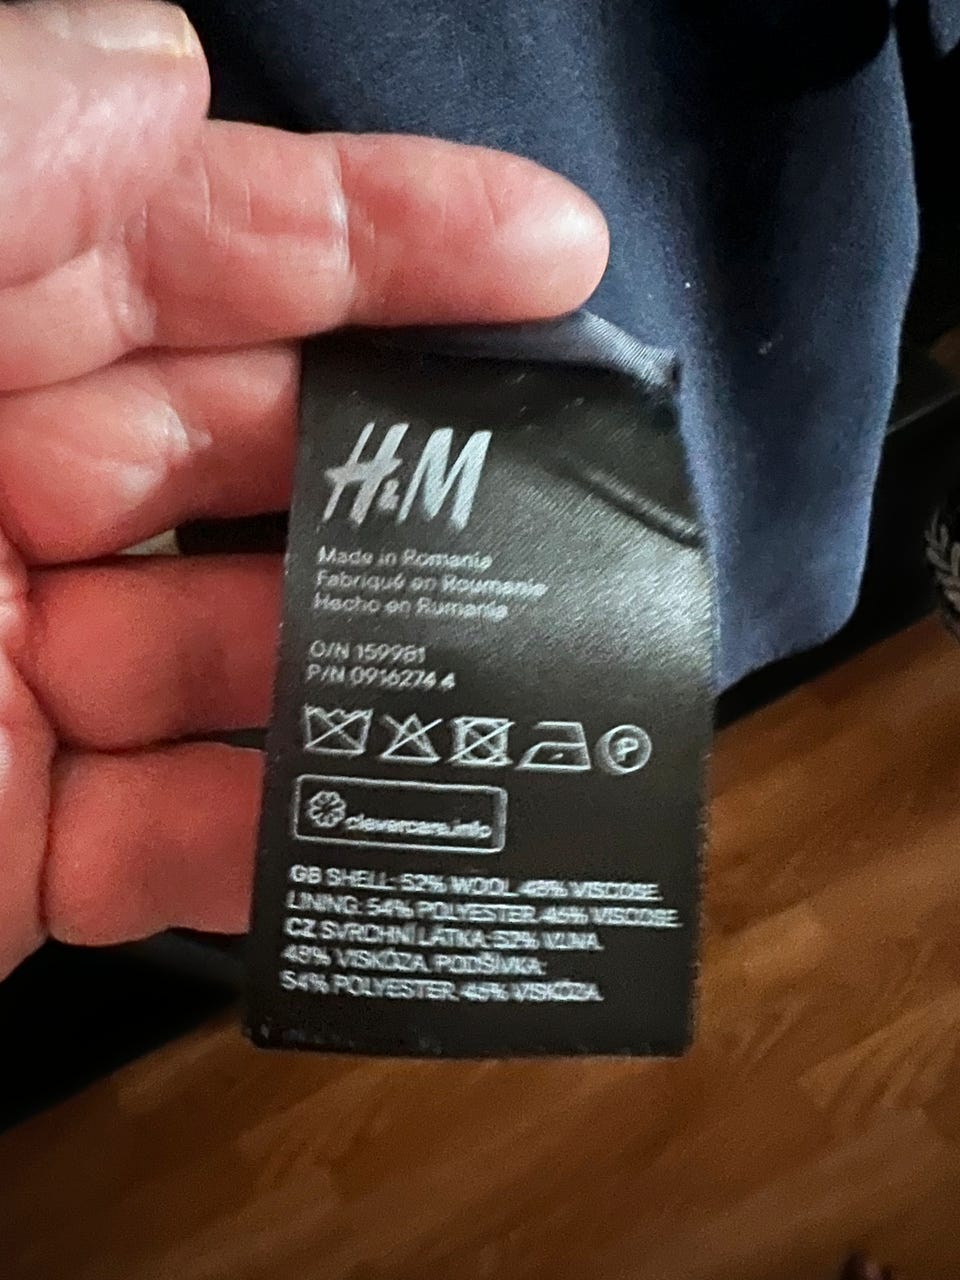 H&M
Made in Romania
Fabriqué en Roumanie
Hecho en Rumania
O/N 159981
P/N 0916274 4
P
clevercare.info
GB SHELL: 52% WOOL, 48% VISCOSE.
LINING: 54% POLYESTER, 46% VISCOSE.
CZ SVRCHNÍ LÁTKA: 52% VLNA,
48% VISKÓZA. PODŠÍVKA:
54% POLYESTER, 46% VISKÓZA.